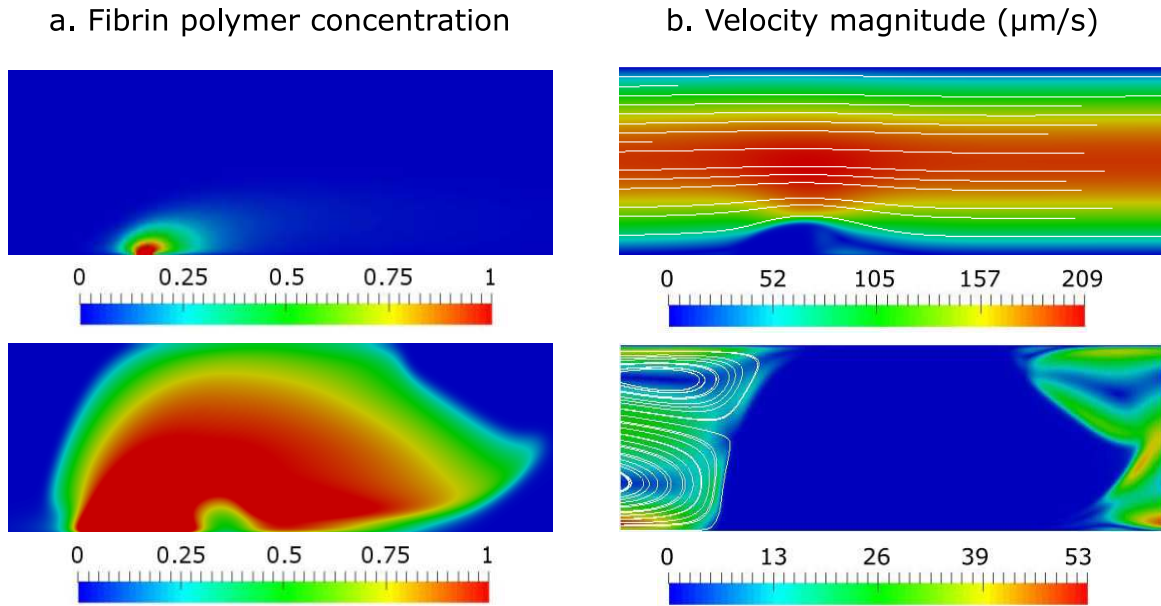 a. Fibrin polymer concentration
b. Velocity magnitude (μm/s)
0 0.25 0.5 0.75 1
0 52 105 157 209
0 0.25 0.5 0.75 1
0 13 26 39 53